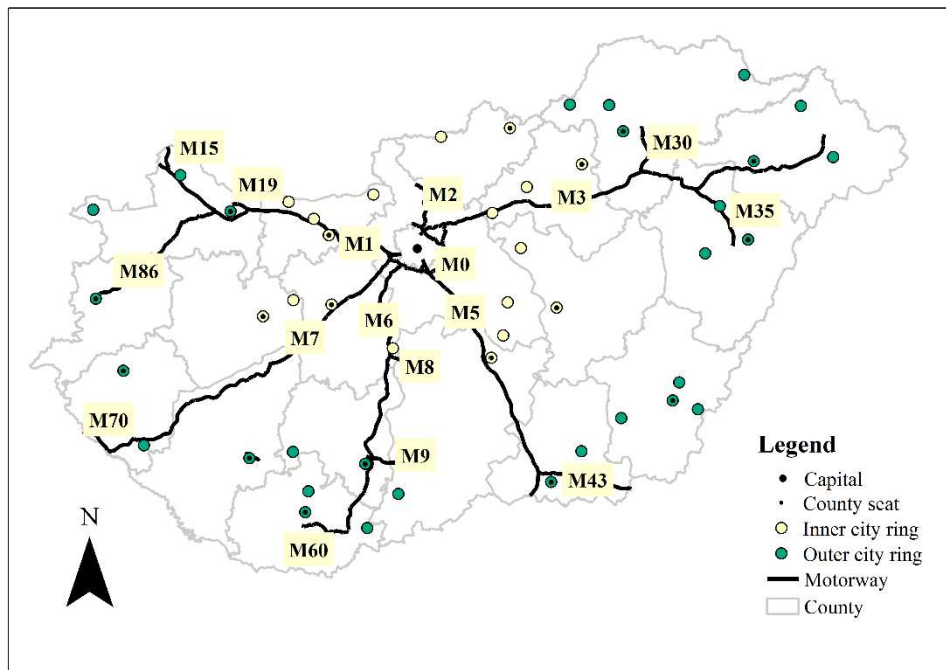 M15
M30
M19
M2
M3
M35
M1
M0
M86
M6
M5
M7
M8
M70
M9
M43
M60
N
Legend
Capital
County seat
Inner city ring
Outer city ring
Motorway
County